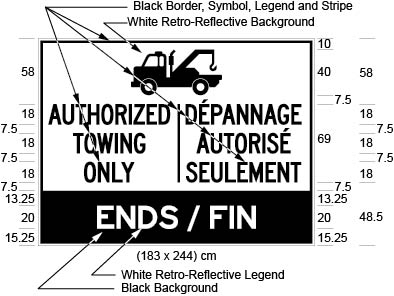 Black Border, Symbol, Legend and Stripe
White Retro-Reflective Background
10
58
40
58
7.5
18
AUTHORIZED
DÉPANNAGE
18
7.5
7.5
18
TOWING
AUTORISÉ
69
18
7.5
7.5
18
ONLY
SEULEMENT
18
7.5
7.5
13.25
13.25
20
ENDS / FIN
20
48.5
15.25
15.25
(183 x 244) cm
White Retro-Reflective Legend
Black Background